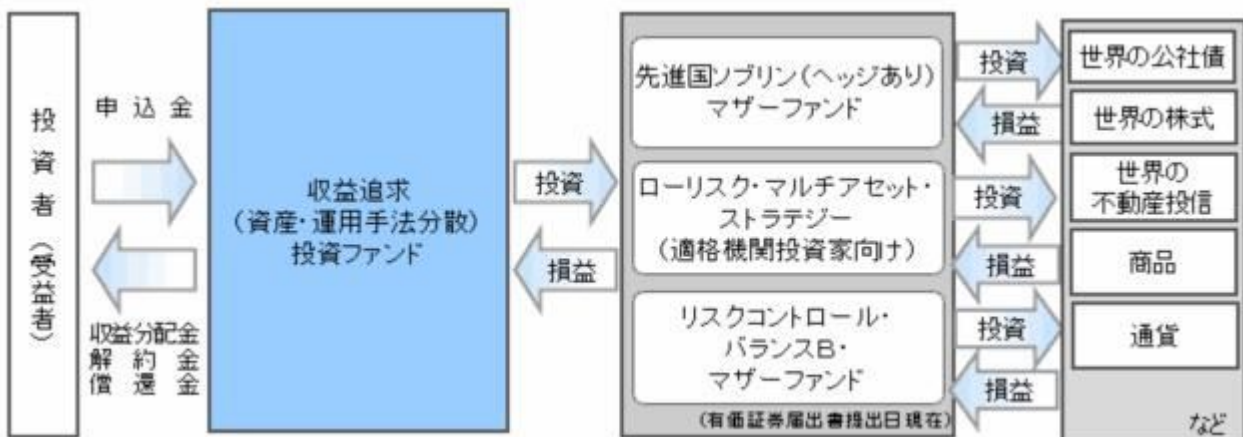 投資者(受益者)
申込金
収益分配金
解約金
償還金
収益追求
(資産・運用手法分散)
投資ファンド
投資
損益
先進国ソブリン(ヘッジあり)
マザーファンド
ローリスク・マルチアセット・
ストラテジー
(適格機関投資家向け)
リスクコントロール・
バランスB・
マザーファンド
(有価証券届出書提出日現在)
投資
損益
投資
損益
投資
損益
世界の公社債
世界の株式
世界の
不動産投信
商品
通貨
など